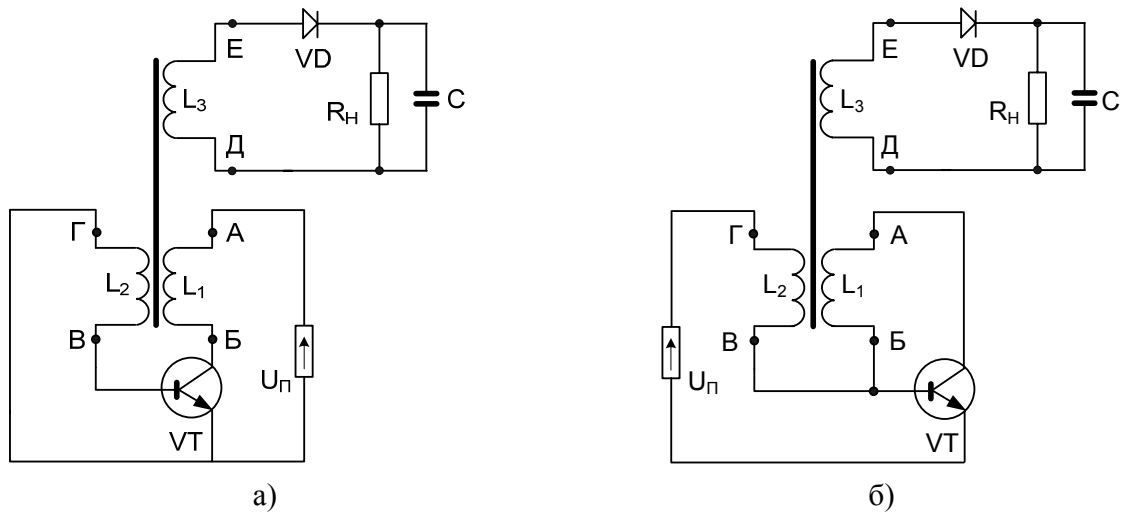 Е
VD
L₃
Rн
С
Д
Г
А
L₂
L₁
В
Б
Uп
VT
а)
Е
VD
L₃
Rн
С
Д
Г
А
L₂
L₁
В
Б
Uп
VT
б)